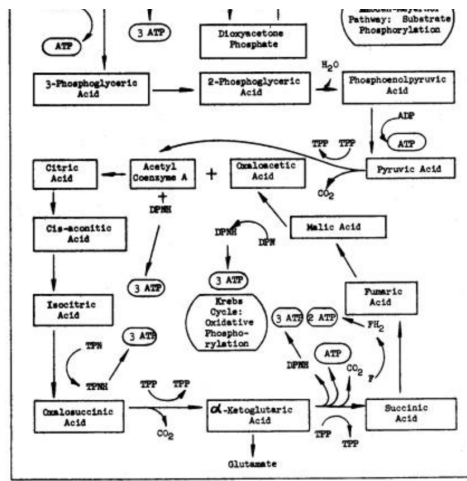 Pathway: Substrate
Phosphorylation
ATP
3 ATP
3 ATP
Dioxyacetone
Phosphate
3-Phosphoglyceric
Acid
2-Phosphoglyceric
Acid
H2O
Phosphoenolpyruvic
Acid
ADP
ATP
TPP
TPP
Citric
Acid
Acetyl
Coenzyme A
+
Oxaloacetic
Acid
Pyruvic Acid
CO2
+
DPNH
Cis-aconitic
Acid
DPNH
DPN
Malic Acid
3 ATP
3 ATP
Isocitric
Acid
Krebs
Cycle:
Oxidative
Phospho-
rylation
Fumaric
Acid
3 ATP
2 ATP
FH2
TPN
3 ATP
TPNH
DPNH
ATP
CO2
F
TPP
TPP
Oxalosuccinic
Acid
α-Ketoglutaric
Acid
Succinic
Acid
CO2
TPP
TPP
Glutamate